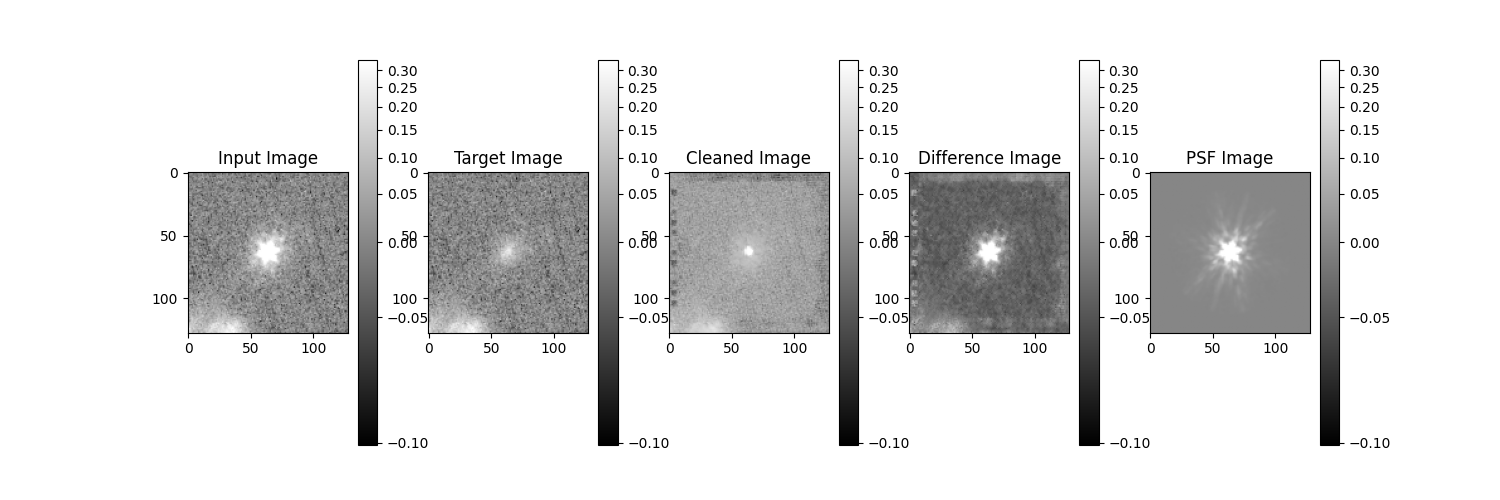 Input Image
Target Image
Cleaned Image
Difference Image
PSF Image
0.30 0.30 0.30 0.30 0.30
0.25 0.25 0.25 0.25 0.25
0.20 0.20 0.20 0.20 0.20
0.15 0.15 0.15 0.15 0.15
0.10 0.10 0.10 0.10 0.10
0 0 0 0 0
0.05 0.05 0.05 0.05 0.05
50 50 50 50 50
0.00 0.00 0.00 0.00 0.00
100 100 100 100 100
−0.05 −0.05 −0.05 −0.05 −0.05
0 50 100 0 50 100 0 50 100 0 50 100 0 50 100
−0.10 −0.10 −0.10 −0.10 −0.10